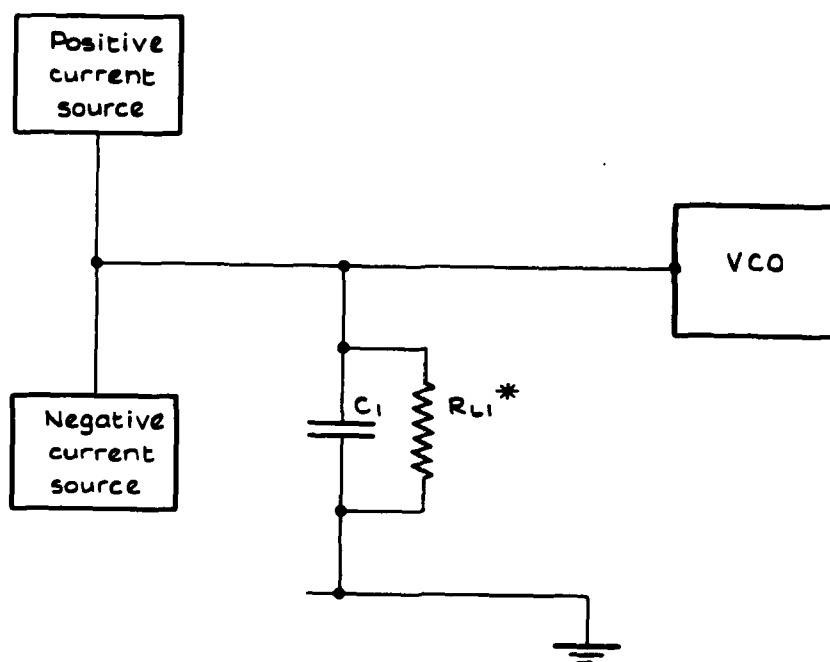 Positive
current
source
VCO
C1
RL1*
Negative
current
source